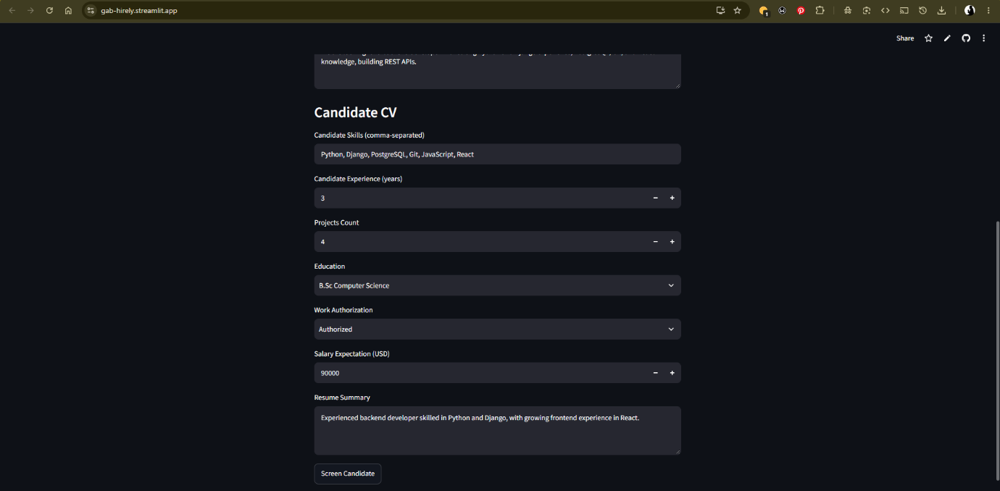 gab-hirely.streamlit.app
1
Share
knowledge, building REST APIs.
Candidate CV
Candidate Skills (comma-separated)
Python, Django, PostgreSQL, Git, JavaScript, React
Candidate Experience (years)
3
Projects Count
4
Education
B.Sc Computer Science
Work Authorization
Authorized
Salary Expectation (USD)
90000
Resume Summary
Experienced backend developer skilled in Python and Django, with growing frontend experience in React.
Screen Candidate